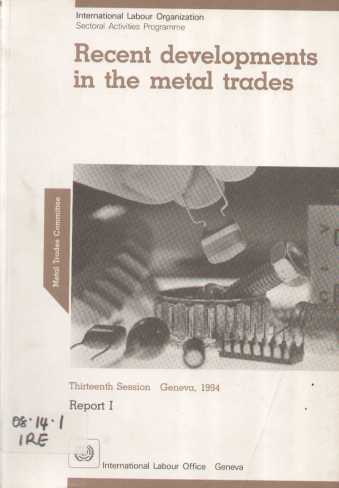 International Labour Organization
Sectoral Activities Programme
Recent developments
in the metal trades
Metal Trades Committee
Thirteenth Session Geneva, 1994
Report I
08·14·1
IRE
International Labour Office Geneva